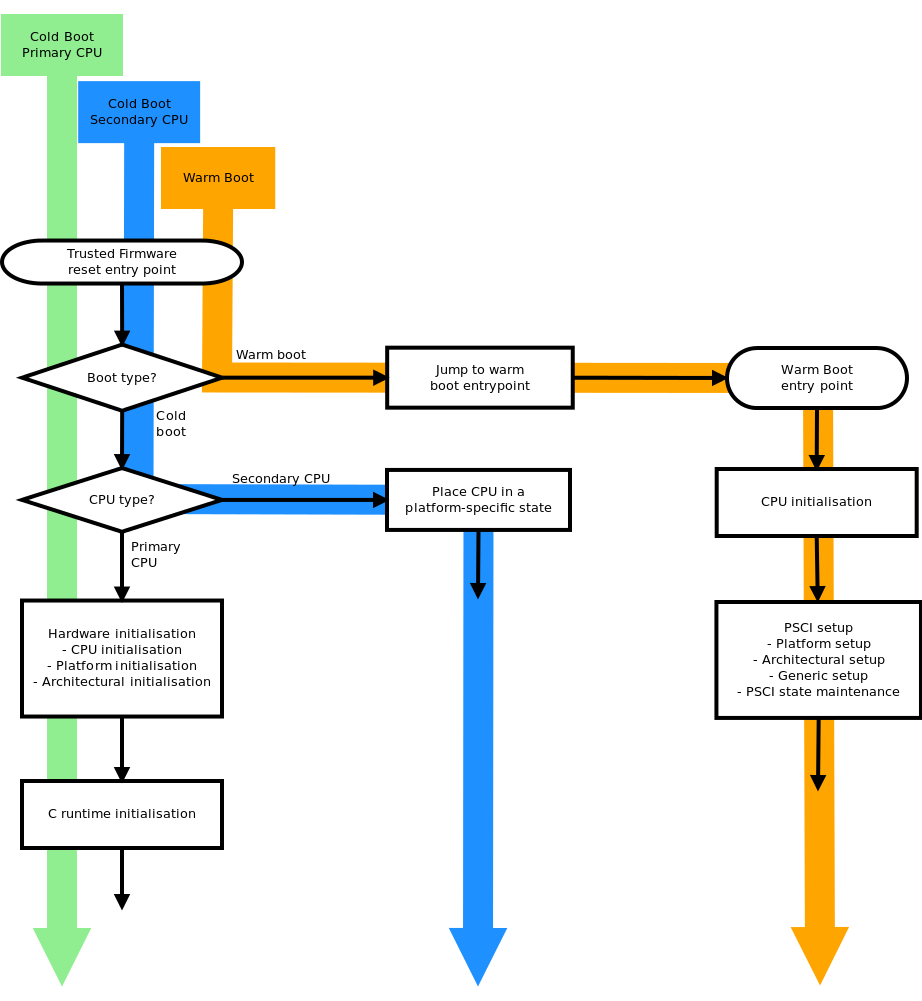 Cold Boot
Primary CPU
Cold Boot
Secondary CPU
Warm Boot
Trusted Firmware
reset entry point
Boot type?
Warm boot
Jump to warm
boot entrypoint
Warm Boot
entry point
Cold
boot
CPU type?
Secondary CPU
Place CPU in a
platform-specific state
CPU initialisation
Primary
CPU
Hardware initialisation
- CPU initialisation
- Platform initialisation
- Architectural initialisation
PSCI setup
- Platform setup
- Architectural setup
- Generic setup
- PSCI state maintenance
C runtime initialisation